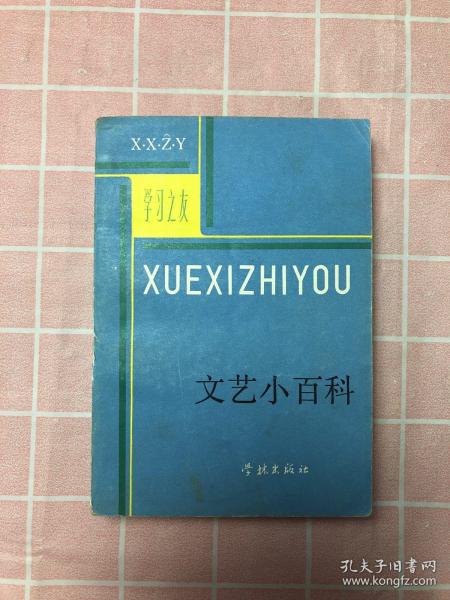 X·X·Ẑ·Y
学习之友
XUEXIZHIYOU
文艺小百科
学林出版社
孔夫子旧书网
www.kongfz.com